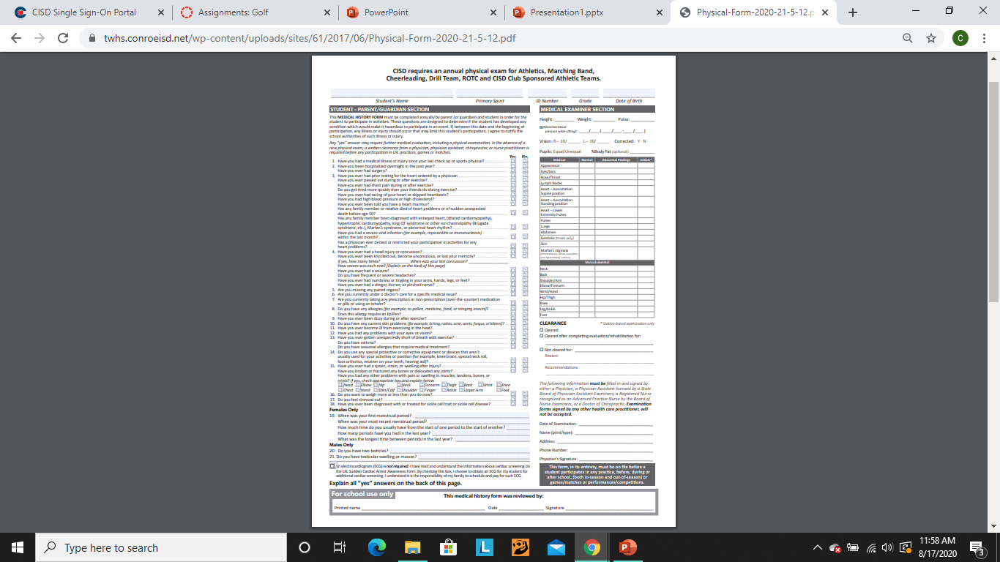 CISD Single Sign-On Portal
Assignments: Golf
PowerPoint
Presentation1.pptx
Physical-Form-2020-21-5-12.p
twhs.conroeisd.net/wp-content/uploads/sites/61/2017/06/Physical-Form-2020-21-5-12.pdf
C
CISD requires an annual physical exam for Athletics, Marching Band,
Cheerleading, Drill Team, ROTC and CISD Club Sponsored Athletic Teams.
Student's Name Primary Sport ID Number Grade Date of Birth
STUDENT – PARENT/GUARDIAN SECTION
This MEDICAL HISTORY FORM must be completed annually by parent (or guardian) and student in order for the
student to participate in activities. These questions are designed to determine if the student has developed any
condition which would make it hazardous to participate in an event. If, between this date and the beginning of
participation, any illness or injury should occur that may limit this student's participation, I agree to notify the
school authorities of such illness or injury.
Any "yes" answer may require further medical evaluation, including a physical examination. In the absence of a
new physical exam, a written clearance from a physician, physician assistant, chiropractor, or nurse practitioner is
required before any participation in UIL practices, games or matches.
Yes No
1. Have you had a medical illness or injury since your last check up or sports physical?
2. Have you been hospitalized overnight in the past year?
Have you ever had surgery?
3. Have you ever had prior testing for the heart ordered by a physician
Have you ever passed out during or after exercise?
Have you ever had chest pain during or after exercise?
Do you get tired more quickly than your friends do during exercise?
Have you ever had racing of your heart or skipped heartbeats?
Have you had high blood pressure or high cholesterol?
Have you ever been told you have a heart murmur?
Has any family member or relative died of heart problems or of sudden unexpected
death before age 50?
Has any family member been diagnosed with enlarged heart, (dilated cardiomyopathy),
hypertrophic cardiomyopathy, long QT syndrome or other ion channelpathy (Brugada
syndrome, etc.), Marfan's syndrome, or abnormal heart rhythm?
Have you had a severe viral infection (for example, myocarditis or mononucleosis)
within the last month?
Has a physician ever denied or restricted your participation in activities for any
heart problems?
4. Have you ever had a head injury or concussion?
Have you ever been knocked out, become unconscious, or lost your memory?
If yes, how many times? When was your last concussion?
How severe was each one? (Explain on the back of this page)
Have you ever had a seizure?
Do you have frequent or severe headaches?
Have you ever had numbness or tingling in your arms, hands, legs, or feet?
Have you ever had a stinger, burner, or pinched nerve?
5. Are you missing any paired organs?
6. Are you currently under a doctor's care for a specific medical issue?
7. Are you currently taking any prescription or non-prescription (over-the-counter) medication
or pills or using an inhaler?
8. Do you have any allergies (for example, to pollen, medicine, food, or stinging insects)?
Does this allergy require an EpiPen?
9. Have you ever been dizzy during or after exercise?
10. Do you have any current skin problems (for example, itching, rashes, acne, warts, fungus, or blisters)?
11. Have you ever become ill from exercising in the heat?
12. Have you had any problems with your eyes or vision?
13. Have you ever gotten unexpectedly short of breath with exercise?
Do you have asthma?
Do you have seasonal allergies that require medical treatment?
14. Do you use any special protective or corrective equipment or devices that aren't
usually used for your activities or position (for example, knee brace, special neck roll,
foot orthotics, retainer on your teeth, hearing aid)?
15. Have you ever had a sprain, strain, or swelling after injury?
Have you broken or fractured any bones or dislocated any joints?
Have you had any other problems with pain or swelling in muscles, tendons, bones, or
joints? If yes, check appropriate box and explain below.
Head Elbow Hip Neck Forearm Thigh Back Wrist Knee
Chest Hand Shin/Calf Shoulder Finger Ankle Upper Arm Foot
16. Do you want to weigh more or less than you do now?
17. Do you feel stressed out?
18. Have you ever been diagnosed with or treated for sickle cell trait or sickle cell disease?
Females Only
19. When was your first menstrual period?
When was your most recent menstrual period?
How much time do you usually have from the start of one period to the start of another?
How many periods have you had in the last year?
What was the longest time between periods in the last year?
Males Only
20. Do you have two testicles?
21. Do you have testicular swelling or masses?
An electrocardiogram (ECG) is not required. I have read and understand the information about cardiac screening on
the UIL Sudden Cardiac Arrest Awareness Form. By checking this box, I choose to obtain an ECG for my student for
additional cardiac screening. I understand it is the responsibility of my family to schedule and pay for such ECG.
Explain all "yes" answers on the back of this page.
MEDICAL EXAMINER SECTION
Height: Weight: Pulse:
BP (brachial blood
pressure while sitting): / ( / : / )
Vision: R – 20/ L – 20/ Corrected: Y N
Pupils: Equal/Unequal %Body Fat (optional):
Medical Normal Abnormal Findings Initials*
Appearance
Eyes/Ears
Nose/Throat
Lymph Nodes
Heart – Auscultation
Supine position
Heart – Auscultation
Standing position
Heart – Lower
Extremity Pulses
Pulses
Lungs
Abdomen
Genitalia (males only)
Skin
Marfan's stigmata
Musculoskeletal
Neck
Back
Shoulder/Arm
Elbow/Forearm
Wrist/Hand
Hip/Thigh
Knee
Leg/Ankle
Foot
CLEARANCE * Station-based examination only
Cleared
Cleared after completing evaluation/rehabilitation for:
Not cleared for:
Reason:
Recommendations:
The following information must be filled in and signed by
either a Physician, a Physician Assistant licensed by a State
Board of Physician Assistant Examiners, a Registered Nurse
recognized as an Advanced Practice Nurse by the Board of
Nurse Examiners, or a Doctor of Chiropractic. Examination
forms signed by any other health care practitioner, will
not be accepted.
Date of Examination:
Name (print/type):
Address:
Phone Number:
Physician's Signature:
This form, in its entirety, must be on file before a
student participates in any practice, before, during or
after school, (both in-season and out-of-season) or
games/matches or performances/competitions.
For school use only This medical history form was reviewed by:
Printed name Date Signature
Type here to search
L
11:58 AM
8/17/2020
3